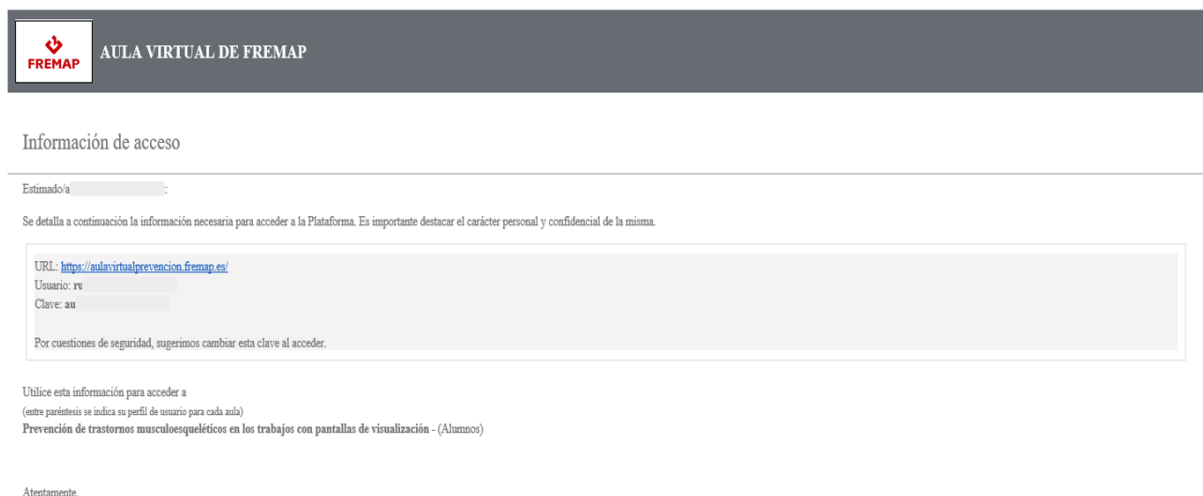 FREMAP
AULA VIRTUAL DE FREMAP
Información de acceso
Estimado/a :
Se detalla a continuación la información necesaria para acceder a la Plataforma. Es importante destacar el carácter personal y confidencial de la misma.
URL: https://aulavirtualprevencion.fremap.es/
Usuario: ru
Clave: au
Por cuestiones de seguridad, sugerimos cambiar esta clave al acceder.
Utilice esta información para acceder a
(entre paréntesis se indica su perfil de usuario para cada aula)
Prevención de trastornos musculoesqueléticos en los trabajos con pantallas de visualización - (Alumnos)
Atentamente.